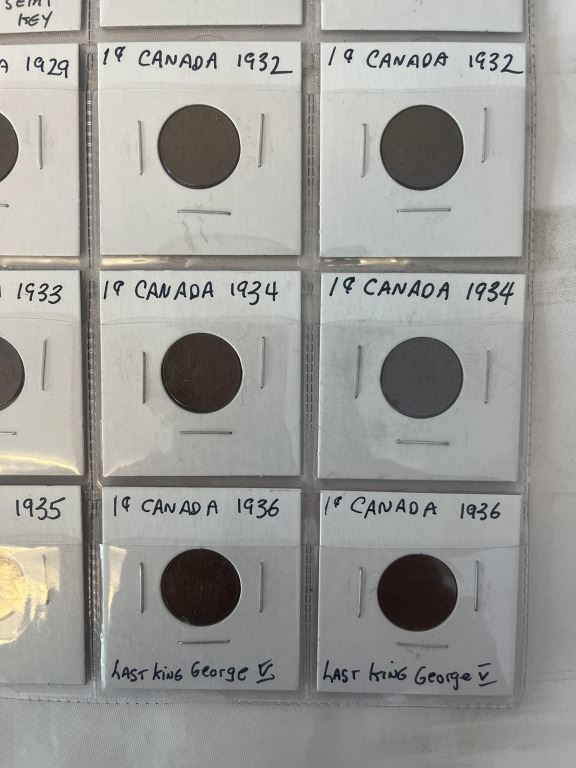 SEMI
KEY
A 1929
1¢ CANADA 1932
1¢ CANADA 1932
1933
1¢ CANADA 1934
1¢ CANADA 1934
1935
1¢ CANADA 1936
LAST KING George V
1¢ CANADA 1936
LAST KING George V